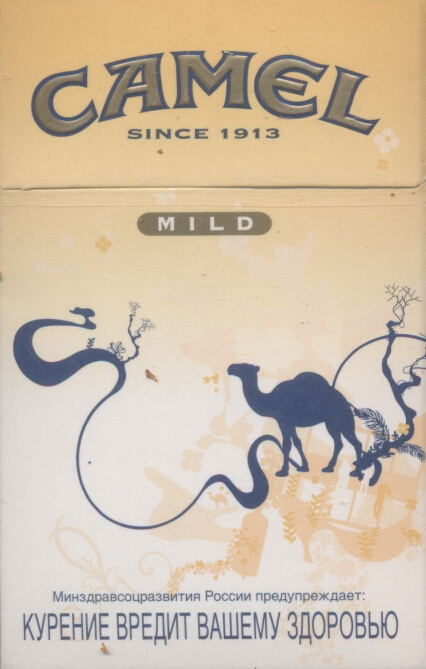 CAMEL
SINCE 1913
MILD
Минздравсоцразвития России предупреждает:
КУРЕНИЕ ВРЕДИТ ВАШЕМУ ЗДОРОВЬЮ